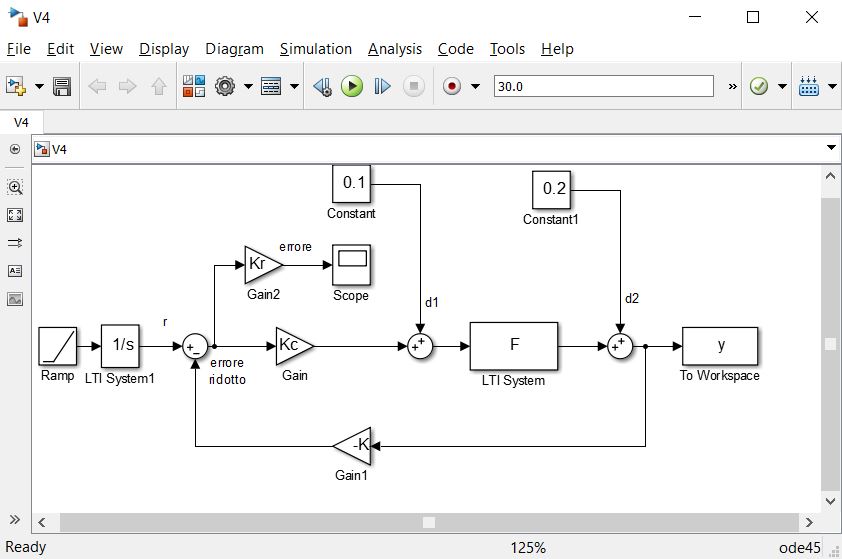 V4
File Edit View Display Diagram Simulation Analysis Code Tools Help
30.0
»
V4
V4
0.1
Constant
0.2
Constant1
errore
Kr
Gain2
Scope
d1
d2
r
Ramp
1/s
LTI System1
+
−
errore
ridotto
Kc
Gain
+
+
F
LTI System
+
+
y
To Workspace
-K
Gain1
»
Ready 125% ode45